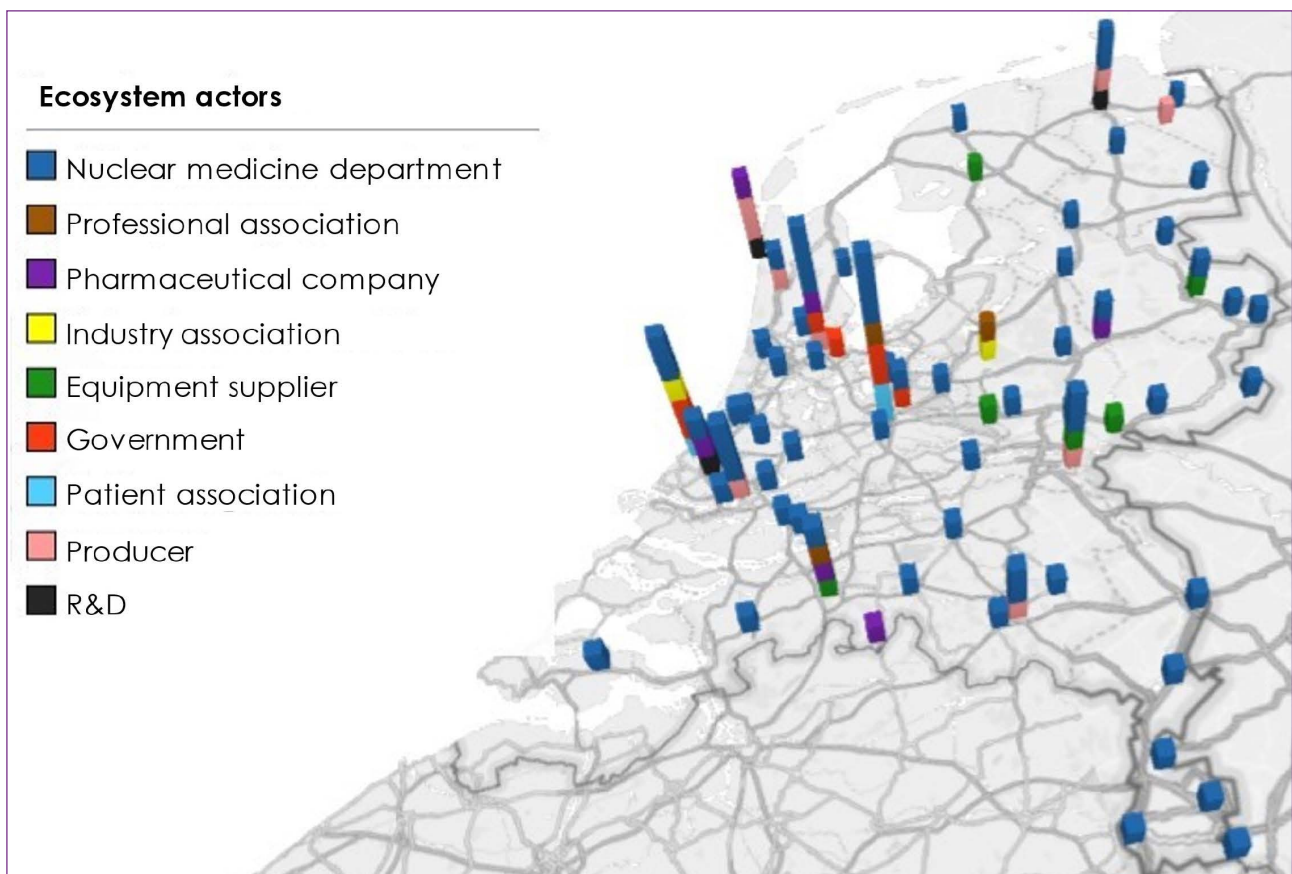 Ecosystem actors
Nuclear medicine department
Professional association
Pharmaceutical company
Industry association
Equipment supplier
Government
Patient association
Producer
R&D